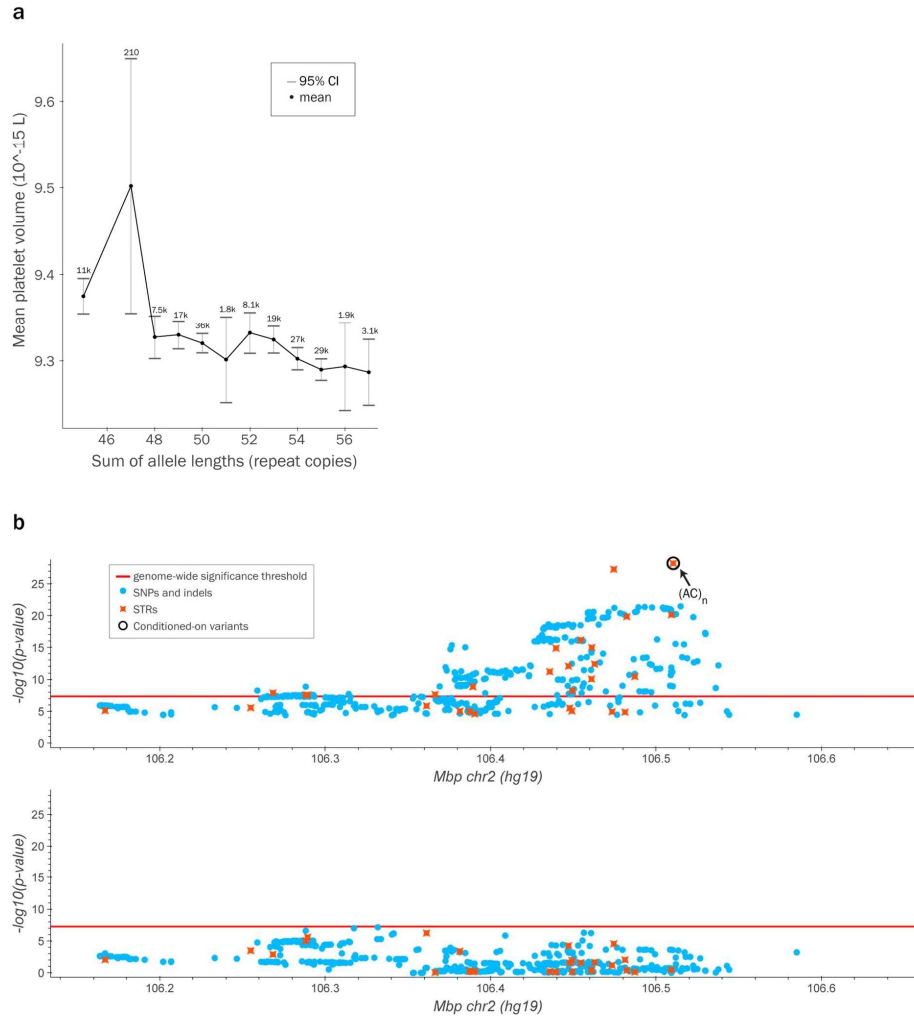 a
210
9.6
— 95% CI
• mean
Mean platelet volume (10^-15 L)
9.5
9.4
11k
7.5k
17k
36k
1.8k
8.1k
19k
27k
29k
1.9k
3.1k
9.3
46 48 50 52 54 56
Sum of allele lengths (repeat copies)
b
-log10(p-value)
25
20
15
10
5
0
genome-wide significance threshold
SNPs and indels
STRs
Conditioned-on variants
(AC)n
106.2 106.3 106.4 106.5 106.6
Mbp chr2 (hg19)
-log10(p-value)
25
20
15
10
5
0
106.2 106.3 106.4 106.5 106.6
Mbp chr2 (hg19)